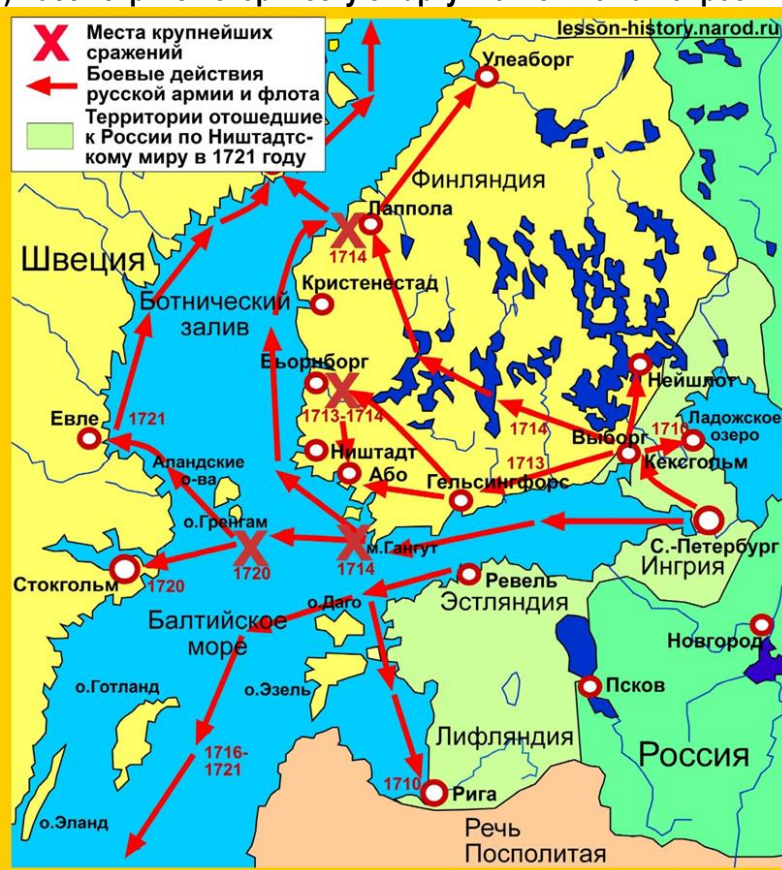 lesson-history.narod.ru
Места крупнейших
сражений
Боевые действия
русской армии и флота
Территории отошедшие
к России по Ништадтс-
кому миру в 1721 году
Улеаборг
Финляндия
Лаппола
1714
Швеция
Кристенестад
Ботнический
залив
Бьорнборг
1713-1714
Нейшлот
Ладожское
озеро
1714
Выборг
1710
Евле
1721
Ништадт
1713
Кексгольм
Або
Аландские
о-ва
Гельсингфорс
о.Гренгам
м.Гангут
С.-Петербург
1720
1714
Ингрия
Стокгольм
1720
Ревель
Эстляндия
о.Даго
Балтийское
море
Новгород
о.Готланд
о.Эзель
Псков
Лифляндия
Россия
1716-
1721
1710
Рига
о.Эланд
Речь
Посполитая